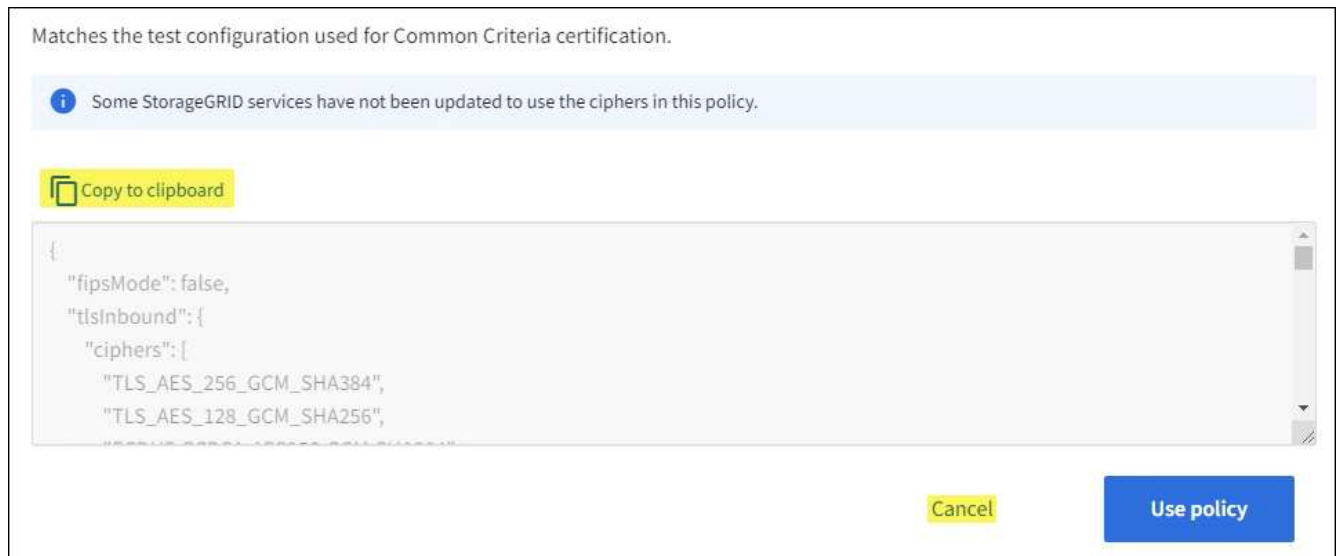 Matches the test configuration used for Common Criteria certification.
Some StorageGRID services have not been updated to use the ciphers in this policy.
Copy to clipboard
{
"fipsMode": false,
"tlsInbound": {
"ciphers": [
"TLS_AES_256_GCM_SHA384",
"TLS_AES_128_GCM_SHA256",
Cancel
Use policy